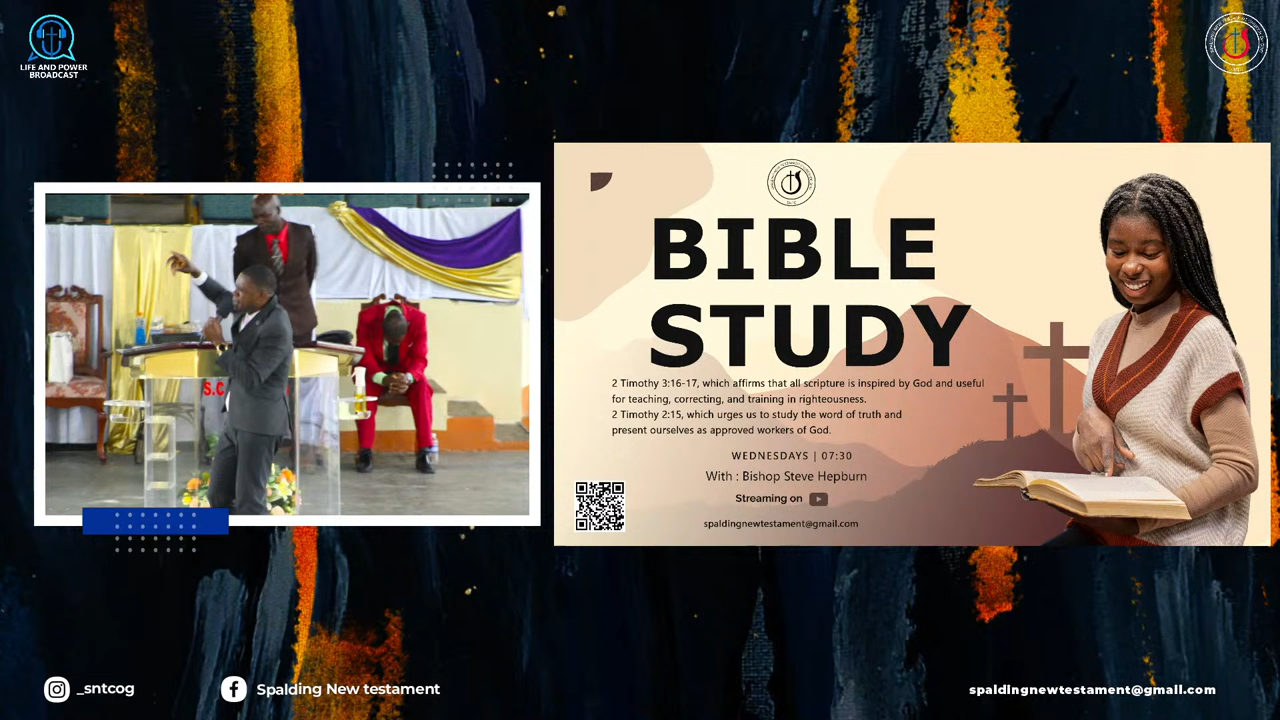 LIFE AND POWER
BROADCAST
S.C
BIBLE
STUDY
2 Timothy 3:16-17, which affirms that all scripture is inspired by God and useful
for teaching, correcting, and training in righteousness.
2 Timothy 2:15, which urges us to study the word of truth and
present ourselves as approved workers of God.
WEDNESDAYS | 07:30
With : Bishop Steve Hepburn
Streaming on
spaldingnewtestament@gmail.com
_sntcog
Spalding New testament
spaldingnewtestament@gmail.com